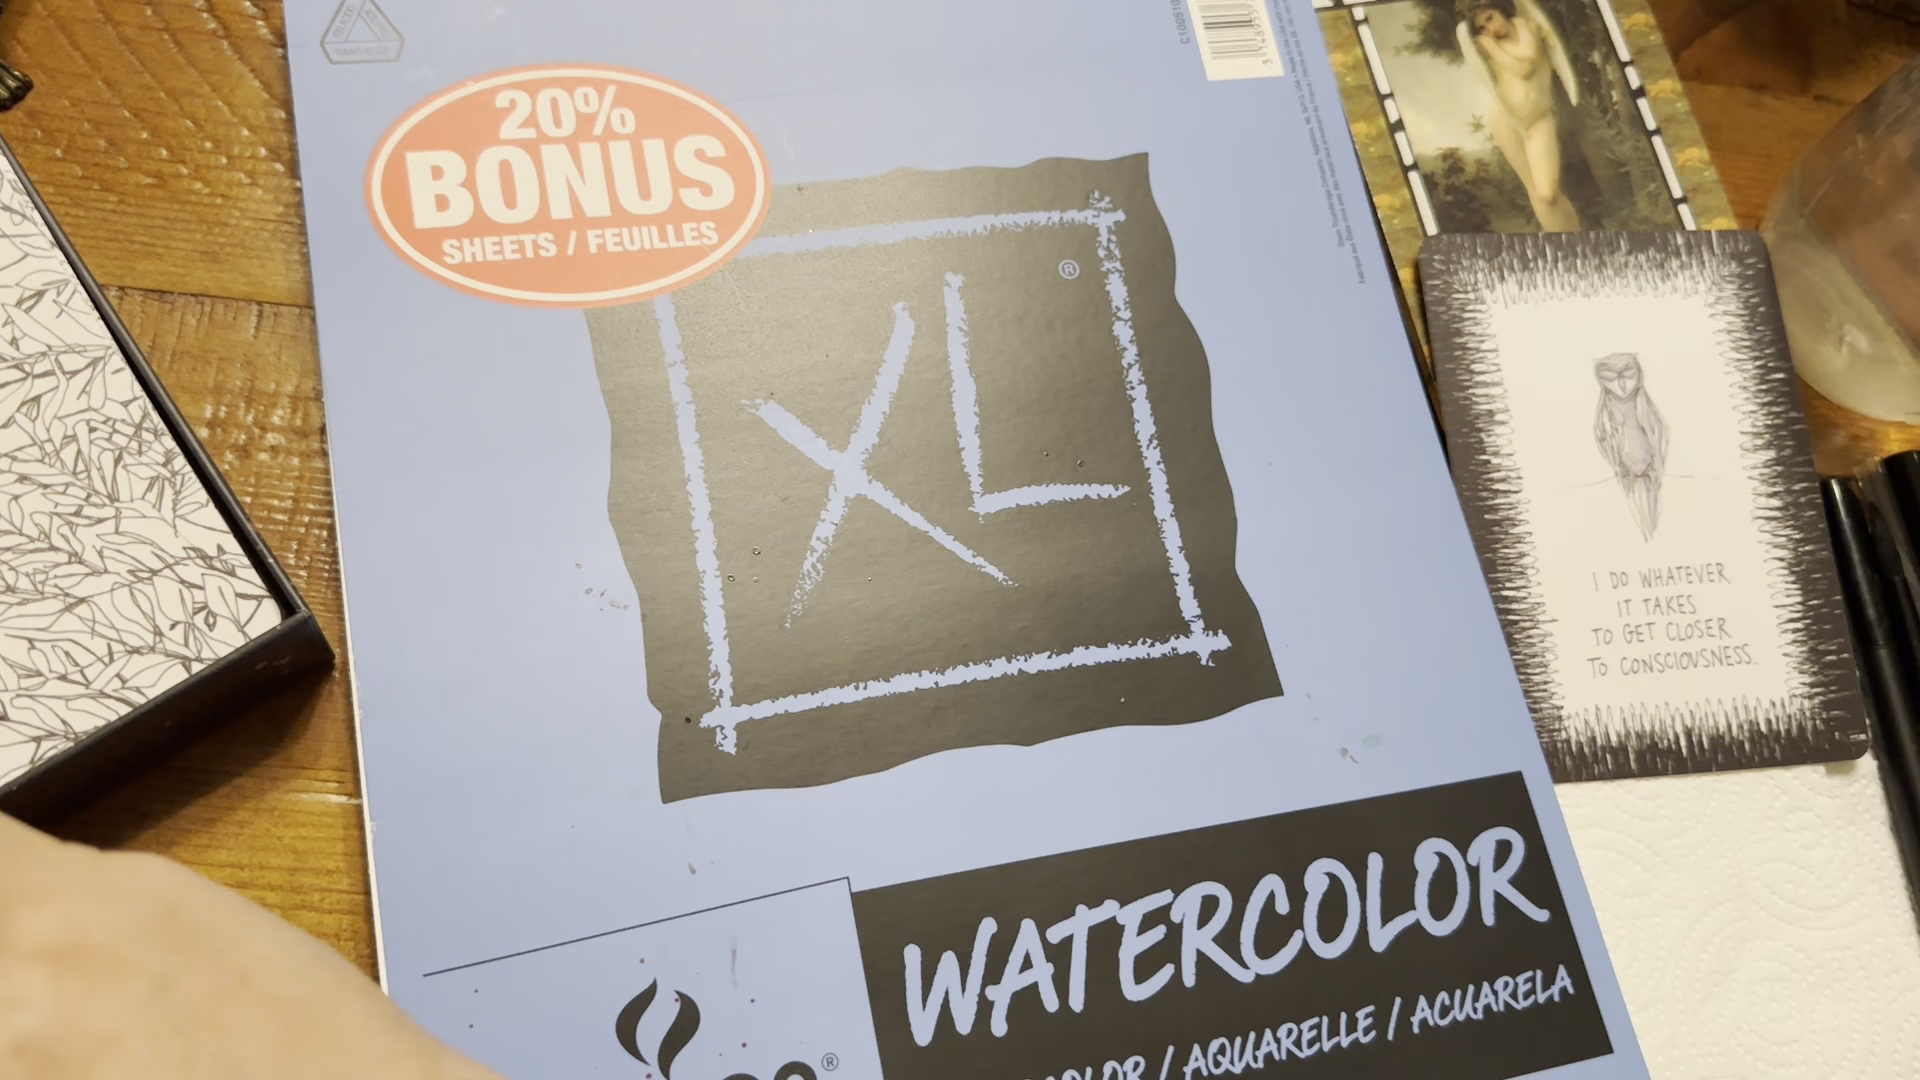 20%
BONUS
SHEETS / FEUILLES
XL
®
WATERCOLOR
/ AQUARELLE / ACUARELA
®
I DO WHATEVER
IT TAKES
TO GET CLOSER
TO CONSCIOUSNESS.